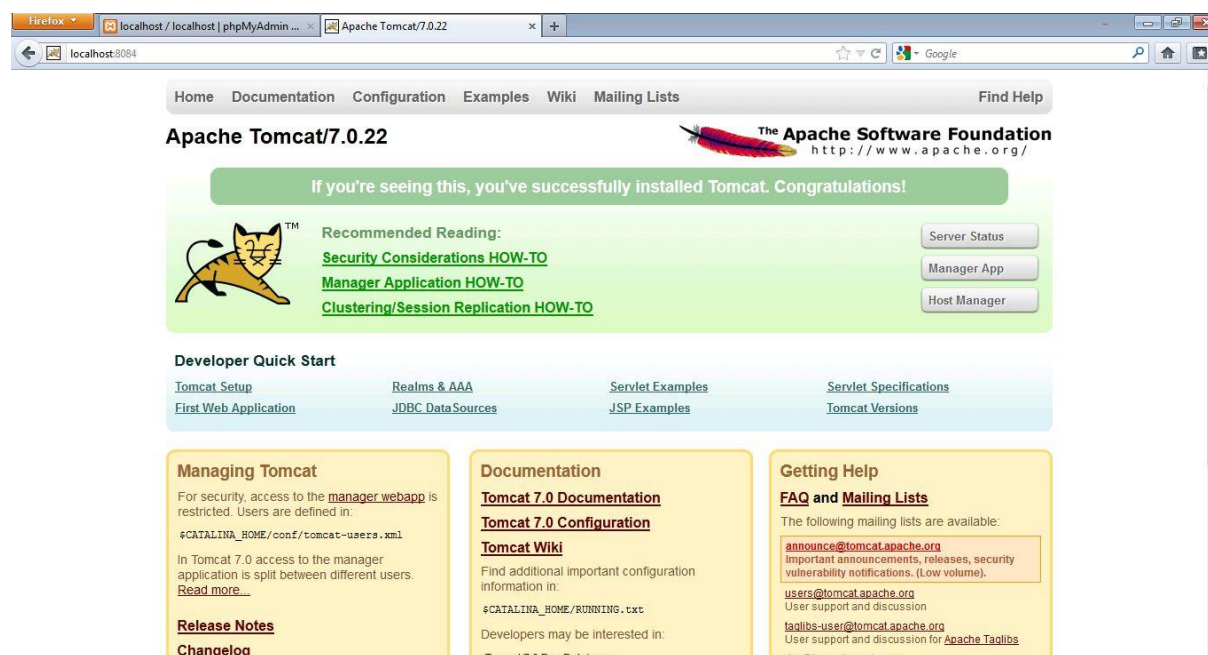 Firefox
localhost / localhost | phpMyAdmin ...
Apache Tomcat/7.0.22
localhost:8084
Google
Home Documentation Configuration Examples Wiki Mailing Lists Find Help
Apache Tomcat/7.0.22
The Apache Software Foundation
http://www.apache.org/
If you're seeing this, you've successfully installed Tomcat. Congratulations!
TM
Recommended Reading:
Security Considerations HOW-TO
Manager Application HOW-TO
Clustering/Session Replication HOW-TO
Server Status
Manager App
Host Manager
Developer Quick Start
Tomcat Setup
First Web Application
Realms & AAA
JDBC DataSources
Servlet Examples
JSP Examples
Servlet Specifications
Tomcat Versions
Managing Tomcat
For security, access to the manager webapp is
restricted. Users are defined in:
$CATALINA_HOME/conf/tomcat-users.xml
In Tomcat 7.0 access to the manager
application is split between different users.
Read more...
Release Notes
Changelog
Documentation
Tomcat 7.0 Documentation
Tomcat 7.0 Configuration
Tomcat Wiki
Find additional important configuration
information in:
$CATALINA_HOME/RUNNING.txt
Developers may be interested in:
Getting Help
FAQ and Mailing Lists
The following mailing lists are available:
announce@tomcat.apache.org
Important announcements, releases, security
vulnerability notifications. (Low volume).
users@tomcat.apache.org
User support and discussion
taglibs-user@tomcat.apache.org
User support and discussion for Apache Taglibs